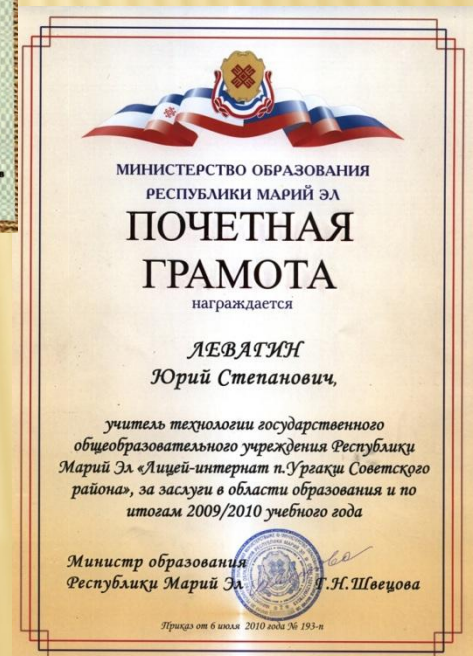 МИНИСТЕРСТВО ОБРАЗОВАНИЯ
РЕСПУБЛИКИ МАРИЙ ЭЛ
ПОЧЕТНАЯ
ГРАМОТА
награждается
ЛЕВАГИН
Юрий Степанович,
учитель технологии государственного
общеобразовательного учреждения Республики
Марий Эл «Лицей-интернат п.Ургакш Советского
района», за заслуги в области образования и по
итогам 2009/2010 учебного года
Министр образования
Республики Марий Эл Г.Н.Швецова
Приказ от 6 июля 2010 года № 193-п